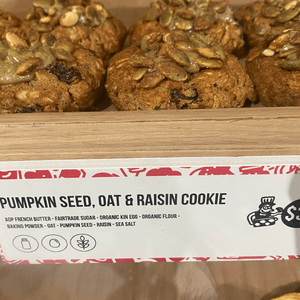 PUMPKIN SEED, OAT & RAISIN COOKIE
AOP FRENCH BUTTER - FAIRTRADE SUGAR - ORGANIC KIN EGG - ORGANIC FLOUR -
BAKING POWDER - OAT - PUMPKIN SEED - RAISIN - SEA SALT